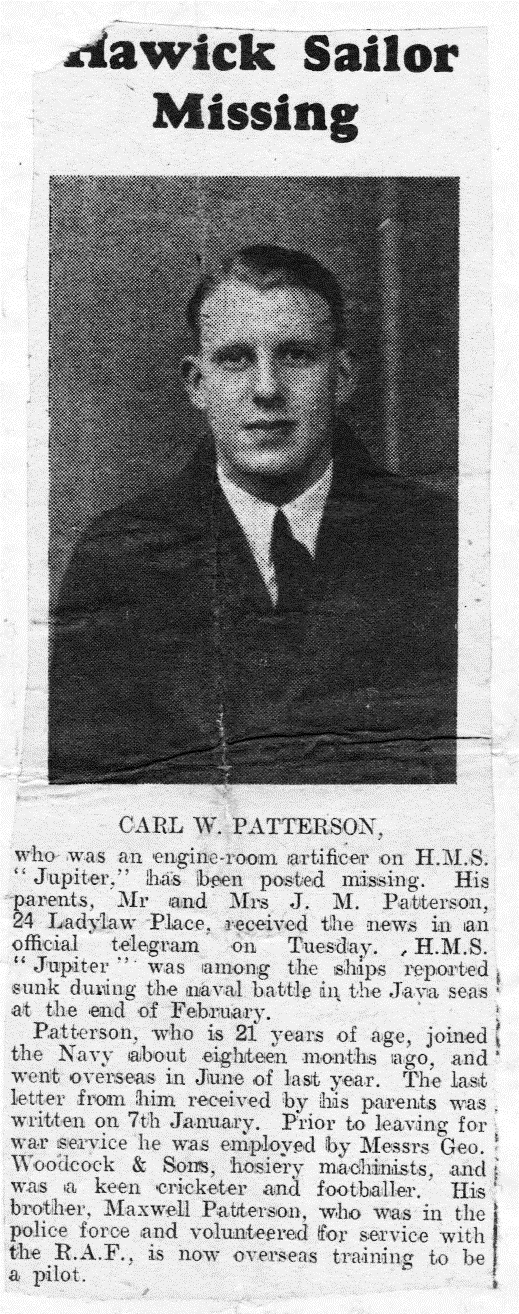 Hawick Sailor
Missing
CARL W. PATTERSON,
who was an engine-room artificer on H.M.S.
"Jupiter," has been posted missing. His
parents, Mr and Mrs J. M. Patterson,
24 Ladylaw Place, received the news in an
official telegram on Tuesday. H.M.S.
"Jupiter" was among the ships reported
sunk during the naval battle in the Java seas
at the end of February.
Patterson, who is 21 years of age, joined
the Navy about eighteen months ago, and
went overseas in June of last year. The last
letter from him received by his parents was
written on 7th January. Prior to leaving for
war service he was employed by Messrs Geo.
Woodcock & Sons, hosiery machinists, and
was a keen cricketer and footballer. His
brother, Maxwell Patterson, who was in the
police force and volunteered for service with
the R.A.F., is now overseas training to be
a pilot.